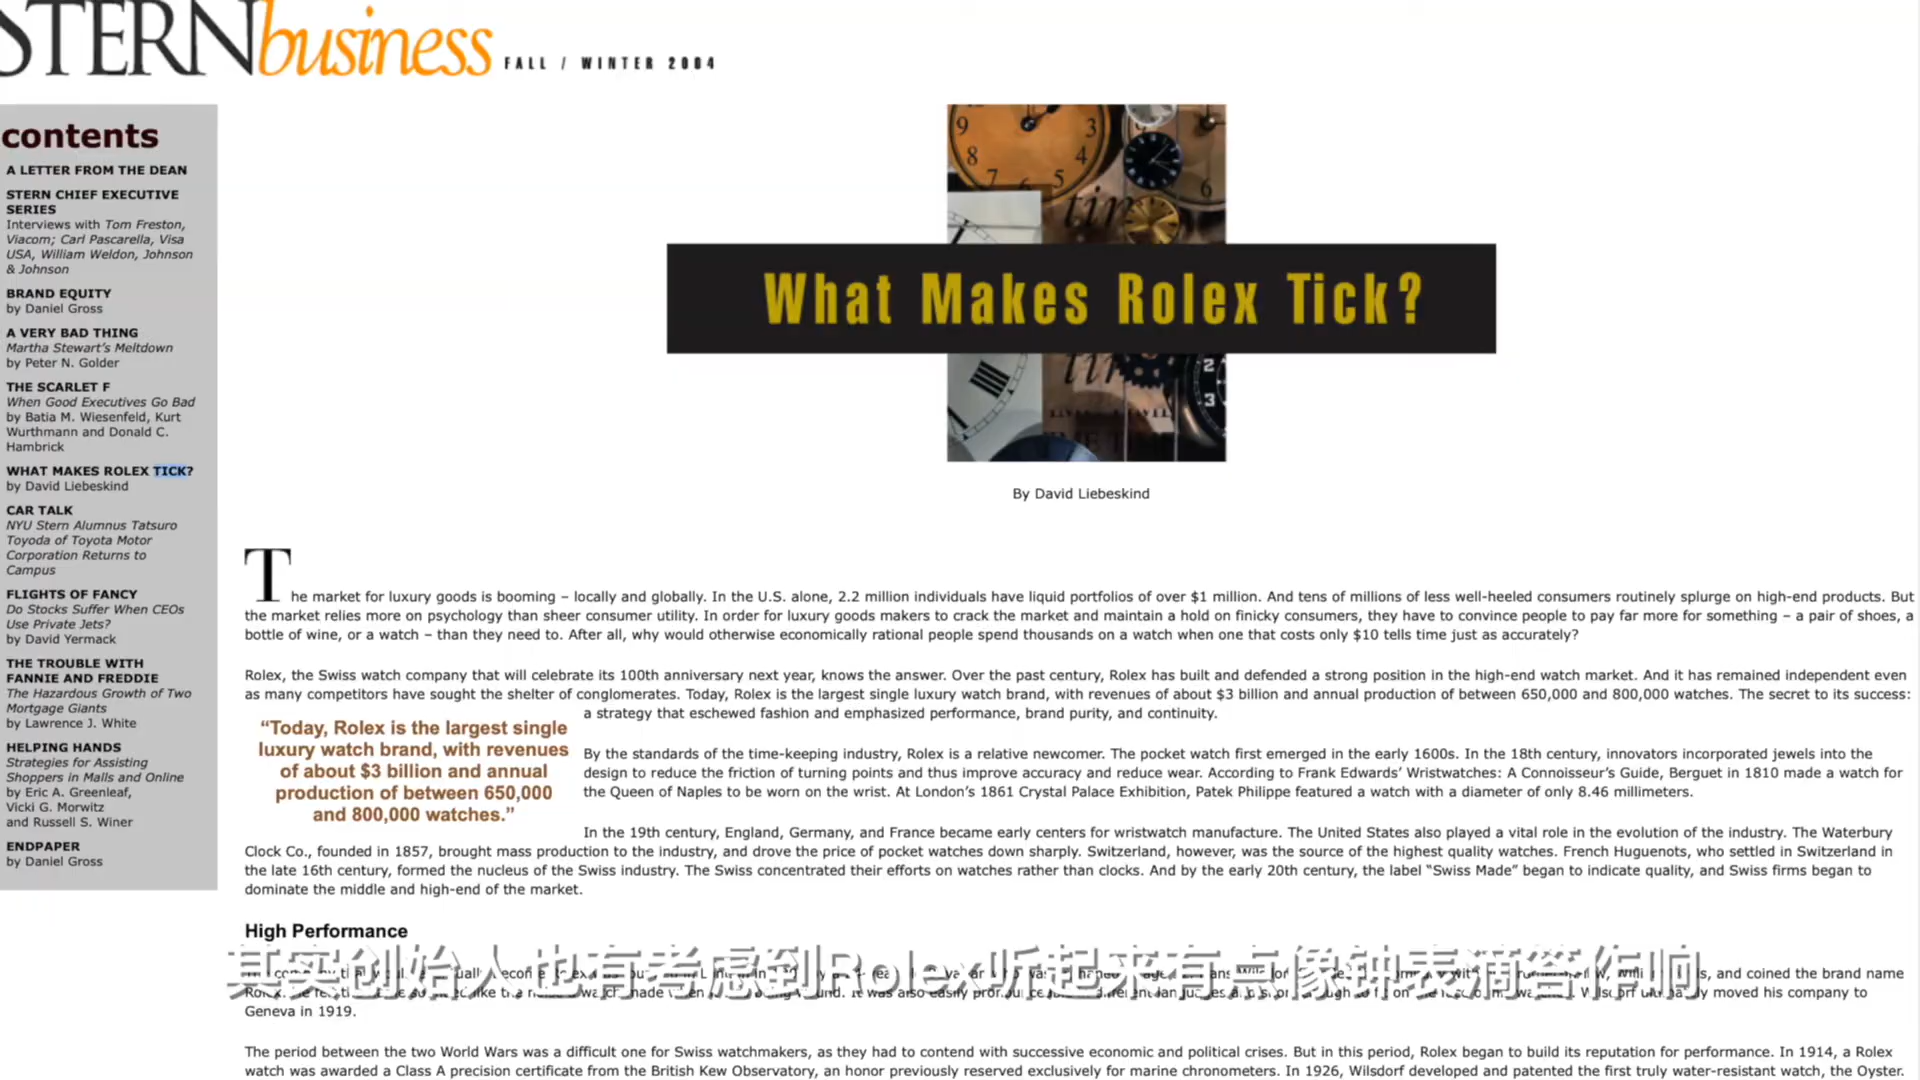 STERNbusiness FALL / WINTER 2004
contents
A LETTER FROM THE DEAN
STERN CHIEF EXECUTIVE
SERIES
Interviews with Tom Freston,
Viacom; Carl Pascarella, Visa
USA, William Weldon, Johnson
& Johnson
BRAND EQUITY
by Daniel Gross
A VERY BAD THING
Martha Stewart's Meltdown
by Peter N. Golder
THE SCARLET F
When Good Executives Go Bad
by Batia M. Wiesenfeld, Kurt
Wurthmann and Donald C.
Hambrick
WHAT MAKES ROLEX TICK?
by David Liebeskind
CAR TALK
NYU Stern Alumnus Tatsuro
Toyoda of Toyota Motor
Corporation Returns to
Campus
FLIGHTS OF FANCY
Do Stocks Suffer When CEOs
Use Private Jets?
by David Yermack
THE TROUBLE WITH
FANNIE AND FREDDIE
The Hazardous Growth of Two
Mortgage Giants
by Lawrence J. White
HELPING HANDS
Strategies for Assisting
Shoppers in Malls and Online
by Eric A. Greenleaf,
Vicki G. Morwitz
and Russell S. Winer
ENDPAPER
by Daniel Gross
What Makes Rolex Tick?
By David Liebeskind
The market for luxury goods is booming – locally and globally. In the U.S. alone, 2.2 million individuals have liquid portfolios of over $1 million. And tens of millions of less well-heeled consumers routinely splurge on high-end products. But
the market relies more on psychology than sheer consumer utility. In order for luxury goods makers to crack the market and maintain a hold on finicky consumers, they have to convince people to pay far more for something – a pair of shoes, a
bottle of wine, or a watch – than they need to. After all, why would otherwise economically rational people spend thousands on a watch when one that costs only $10 tells time just as accurately?
Rolex, the Swiss watch company that will celebrate its 100th anniversary next year, knows the answer. Over the past century, Rolex has built and defended a strong position in the high-end watch market. And it has remained independent even
as many competitors have sought the shelter of conglomerates. Today, Rolex is the largest single luxury watch brand, with revenues of about $3 billion and annual production of between 650,000 and 800,000 watches. The secret to its success:
a strategy that eschewed fashion and emphasized performance, brand purity, and continuity.
“Today, Rolex is the largest single
luxury watch brand, with revenues
of about $3 billion and annual
production of between 650,000
and 800,000 watches.”
By the standards of the time-keeping industry, Rolex is a relative newcomer. The pocket watch first emerged in the early 1600s. In the 18th century, innovators incorporated jewels into the
design to reduce the friction of turning points and thus improve accuracy and reduce wear. According to Frank Edwards’ Wristwatches: A Connoisseur’s Guide, Berguet in 1810 made a watch for
the Queen of Naples to be worn on the wrist. At London’s 1861 Crystal Palace Exhibition, Patek Philippe featured a watch with a diameter of only 8.46 millimeters.
In the 19th century, England, Germany, and France became early centers for wristwatch manufacture. The United States also played a vital role in the evolution of the industry. The Waterbury
Clock Co., founded in 1857, brought mass production to the industry, and drove the price of pocket watches down sharply. Switzerland, however, was the source of the highest quality watches. French Huguenots, who settled in Switzerland in
the late 16th century, formed the nucleus of the Swiss industry. The Swiss concentrated their efforts on watches rather than clocks. And by the early 20th century, the label “Swiss Made” began to indicate quality, and Swiss firms began to
dominate the middle and high-end of the market.
High Performance
其实创始人也有考虑到Rolex听起来有点像钟表滴答作响
and coined the brand name
moved his company to
Geneva in 1919.
The period between the two World Wars was a difficult one for Swiss watchmakers, as they had to contend with successive economic and political crises. But in this period, Rolex began to build its reputation for performance. In 1914, a Rolex
watch was awarded a Class A precision certificate from the British Kew Observatory, an honor previously reserved exclusively for marine chronometers. In 1926, Wilsdorf developed and patented the first truly water-resistant watch, the Oyster.